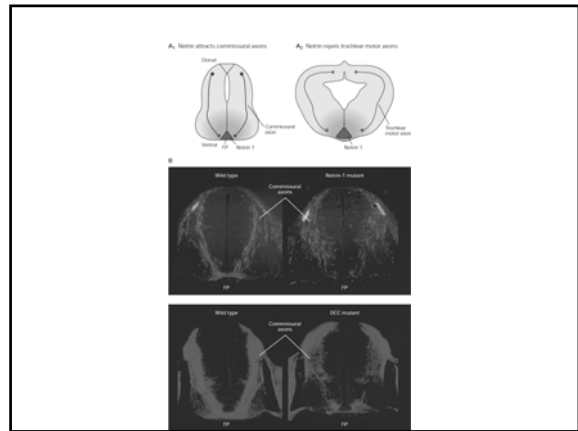 A₁ Netrin attracts commissural axons
A₂ Netrin repels trochlear motor axons
Dorsal
Commissural
axon
Ventral
FP
Netrin 1
Trochlear
motor axon
Netrin 1
B
Wild type
Netrin 1 mutant
Commissural
axons
FP
FP
Wild type
DCC mutant
Commissural
axons
FP
FP